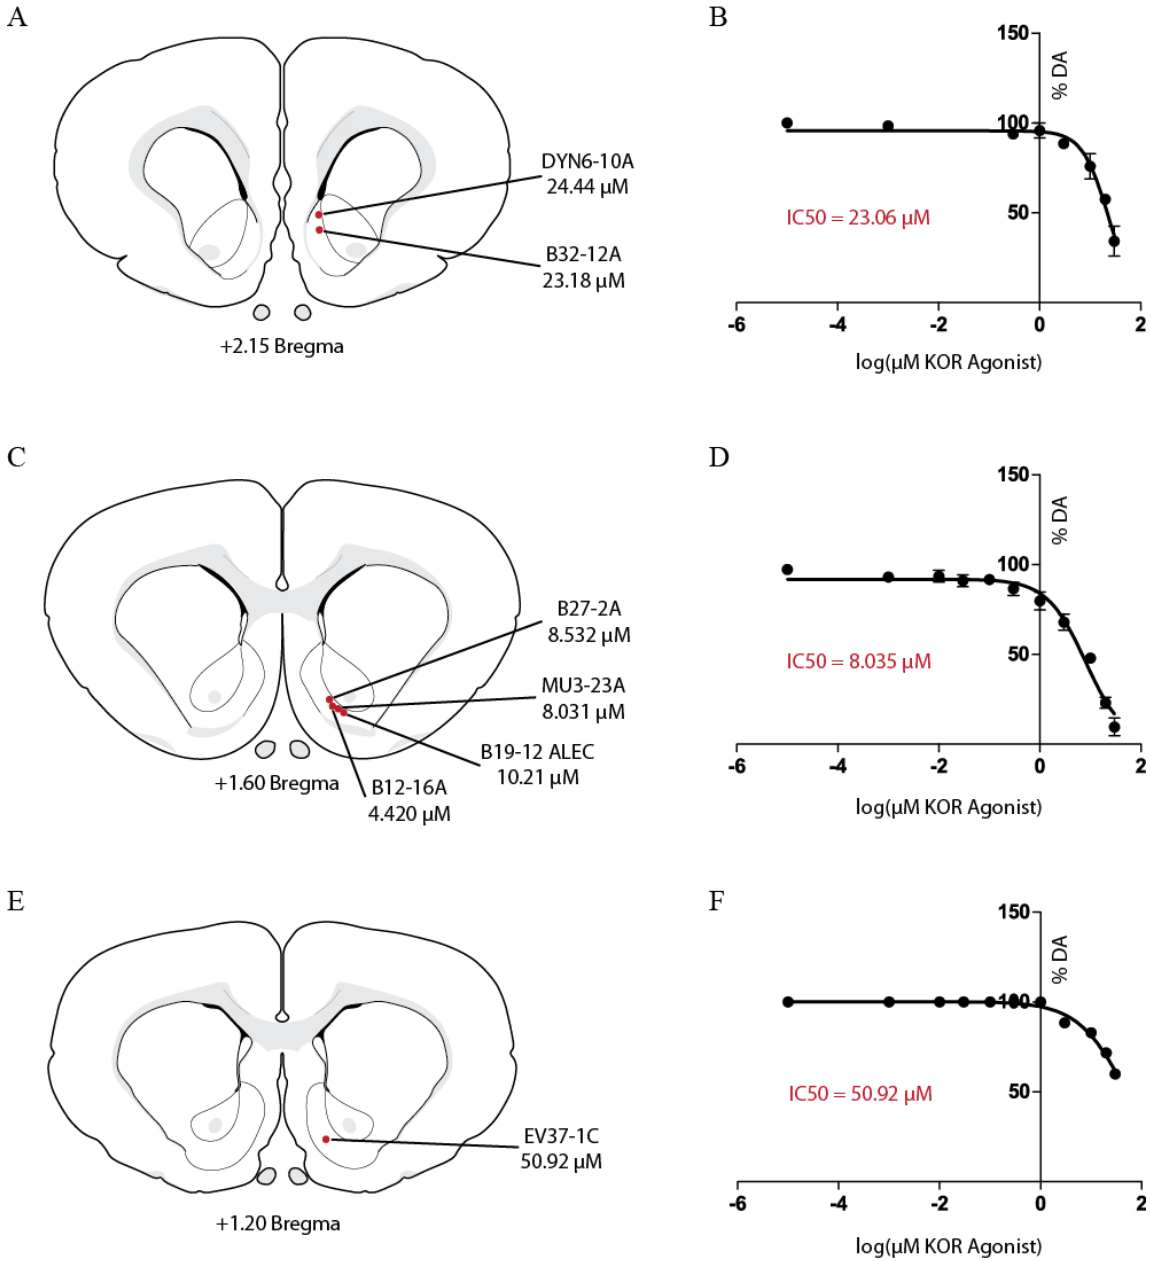 A
DYN6-10A
24.44 µM
B32-12A
23.18 µM
+2.15 Bregma
B
150
100
50
% DA
IC50 = 23.06 µM
-6 -4 -2 0 2
log(µM KOR Agonist)
C
B27-2A
8.532 µM
MU3-23A
8.031 µM
B19-12 ALEC
10.21 µM
B12-16A
4.420 µM
+1.60 Bregma
D
150
100
50
% DA
IC50 = 8.035 µM
-6 -4 -2 0 2
log(µM KOR Agonist)
E
EV37-1C
50.92 µM
+1.20 Bregma
F
150
100
50
% DA
IC50 = 50.92 µM
-6 -4 -2 0 2
log(µM KOR Agonist)